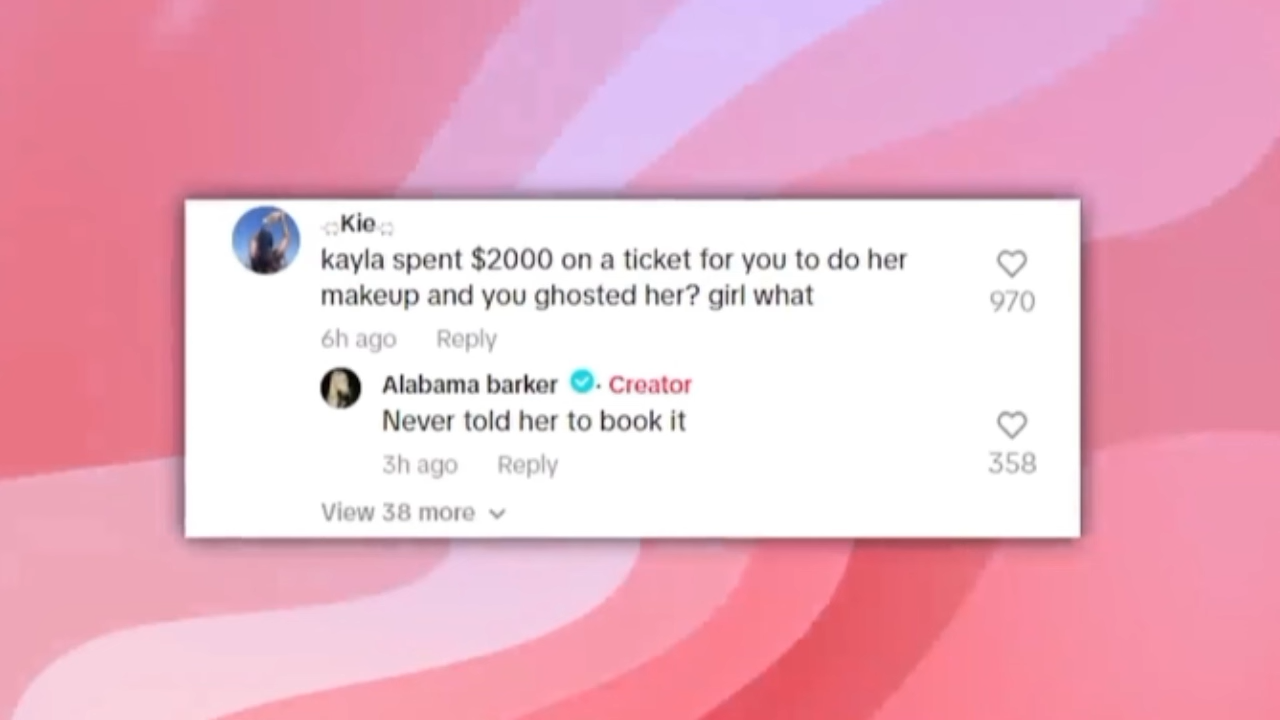 Kie
kayla spent $2000 on a ticket for you to do her
makeup and you ghosted her? girl what
970
6h ago Reply
Alabama barker · Creator
Never told her to book it
358
3h ago Reply
View 38 more